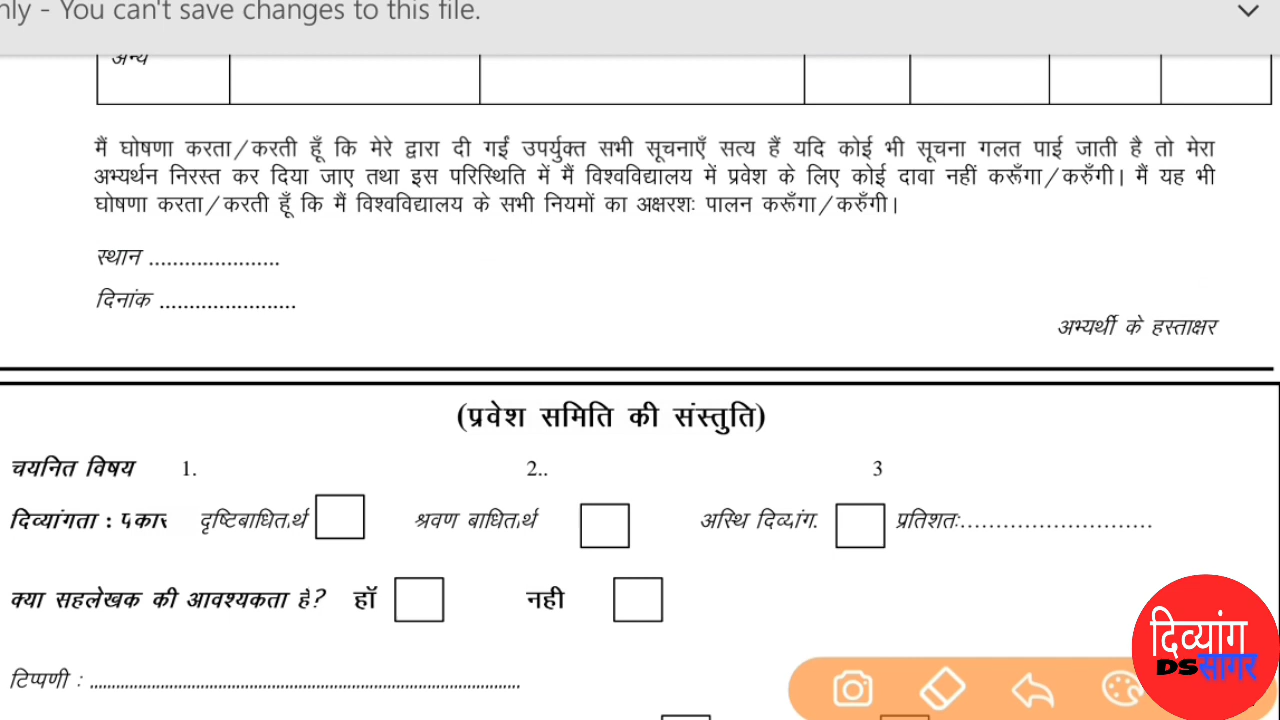 nly - You can't save changes to this file.
अन्य
मैं घोषणा करता/करती हूँ कि मेरे द्वारा दी गईं उपर्युक्त सभी सूचनाएँ सत्य हैं यदि कोई भी सूचना गलत पाई जाती है तो मेरा
अभ्यर्थन निरस्त कर दिया जाए तथा इस परिस्थिति में मैं विश्वविद्यालय में प्रवेश के लिए कोई दावा नहीं करूँगा/करुँगी। मैं यह भी
घोषणा करता/करती हूँ कि मैं विश्वविद्यालय के सभी नियमों का अक्षरशः पालन करूँगा/करुँगी।
स्थान ......................
दिनांक .......................
अभ्यर्थी के हस्ताक्षर
(प्रवेश समिति की संस्तुति)
चयनित विषय 1. 2.. 3
दिव्यांगता : प्रकार दृष्टिबाधितार्थ श्रवण बाधितार्थ अस्थि दिव्यांग. प्रतिशतः...........................
क्या सहलेखक की आवश्यकता है? हॉ नही
टिप्पणी : ................................................................................
दिव्यांग
DSसागर